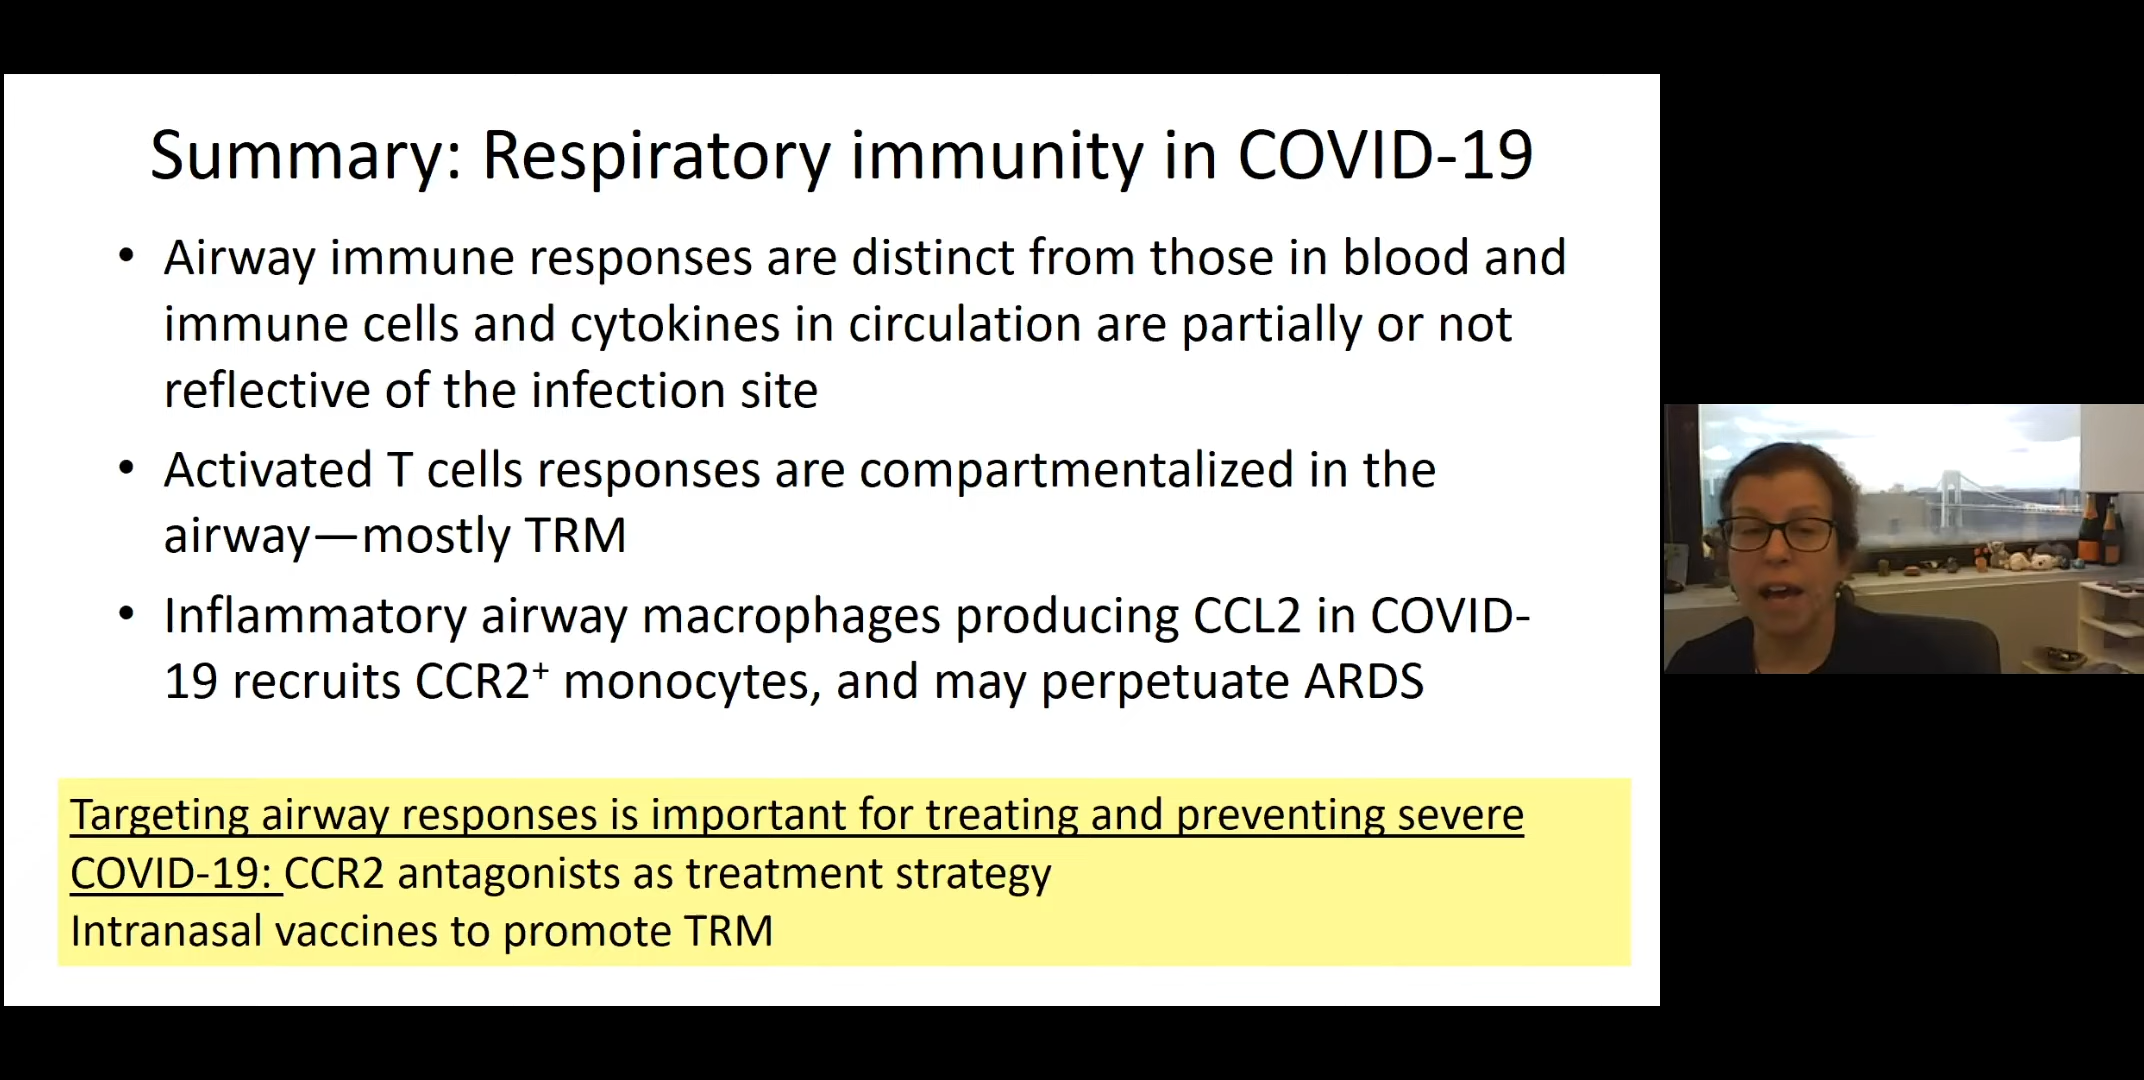 Summary: Respiratory immunity in COVID-19
• Airway immune responses are distinct from those in blood and
immune cells and cytokines in circulation are partially or not
reflective of the infection site
• Activated T cells responses are compartmentalized in the
airway—mostly TRM
• Inflammatory airway macrophages producing CCL2 in COVID-
19 recruits CCR2⁺ monocytes, and may perpetuate ARDS
Targeting airway responses is important for treating and preventing severe
COVID-19: CCR2 antagonists as treatment strategy
Intranasal vaccines to promote TRM